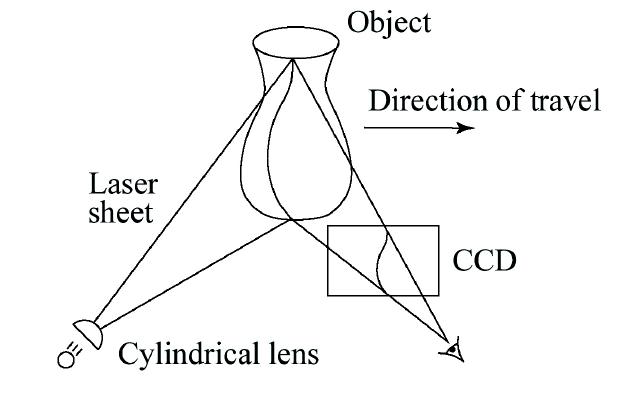 Object
Direction of travel
Laser
sheet
CCD
Cylindrical lens